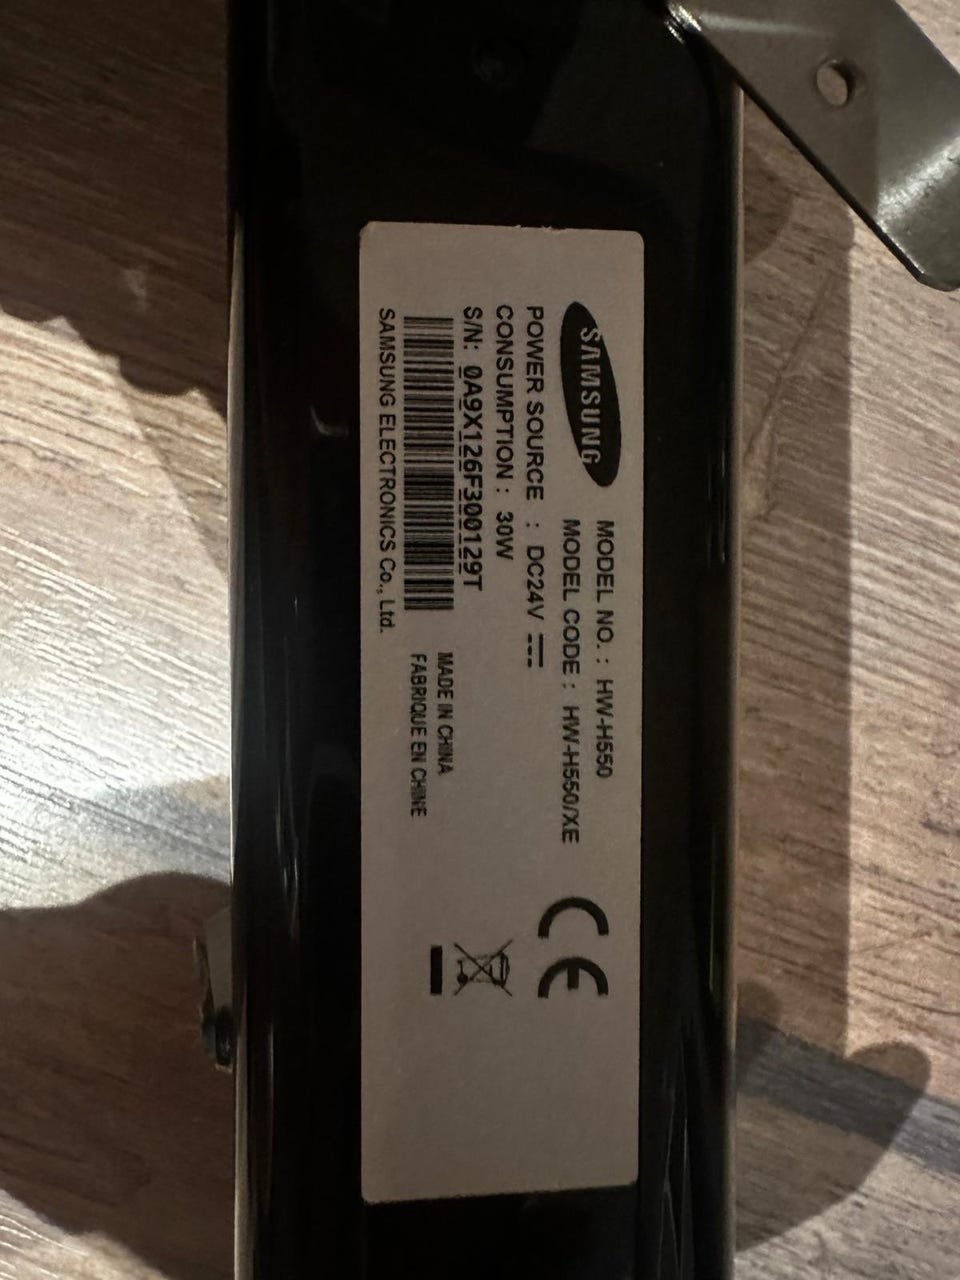 SAMSUNG
MODEL NO. : HW-H550
MODEL CODE : HW-H550/XE
POWER SOURCE : DC24V
CONSUMPTION : 30W
S/N: 0A9X126F300129T
SAMSUNG ELECTRONICS Co., Ltd.
MADE IN CHINA
FABRIQUE EN CHINE
CE